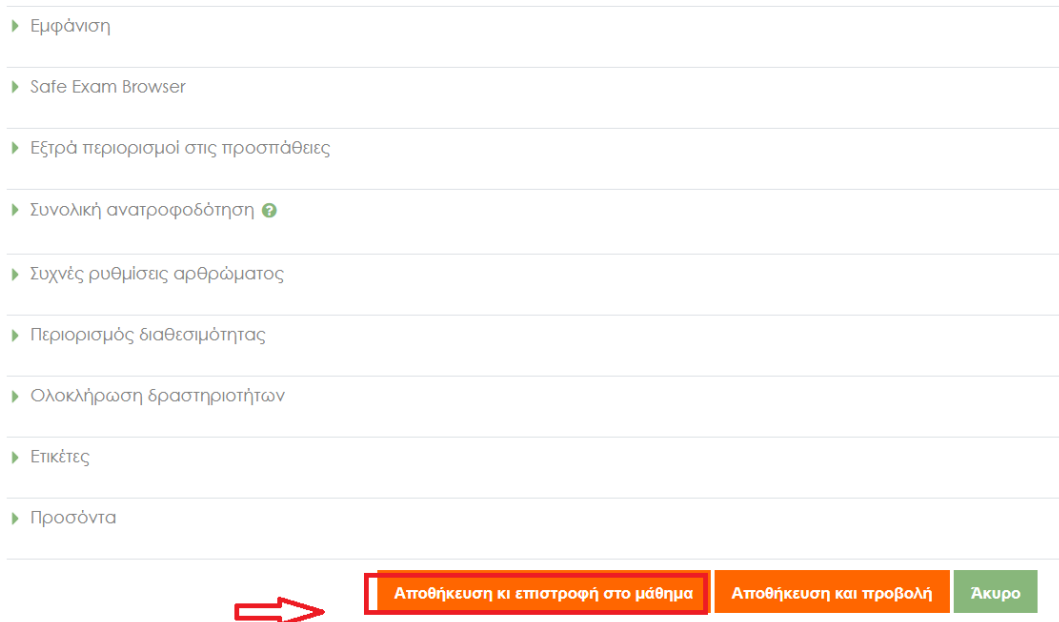 Εμφάνιση
Safe Exam Browser
Εξτρά περιορισμοί στις προσπάθειες
Συνολική ανατροφοδότηση
Συχνές ρυθμίσεις αρθρώματος
Περιορισμός διαθεσιμότητας
Ολοκλήρωση δραστηριοτήτων
Ετικέτες
Προσόντα
Αποθήκευση κι επιστροφή στο μάθημα Αποθήκευση και προβολή Άκυρο